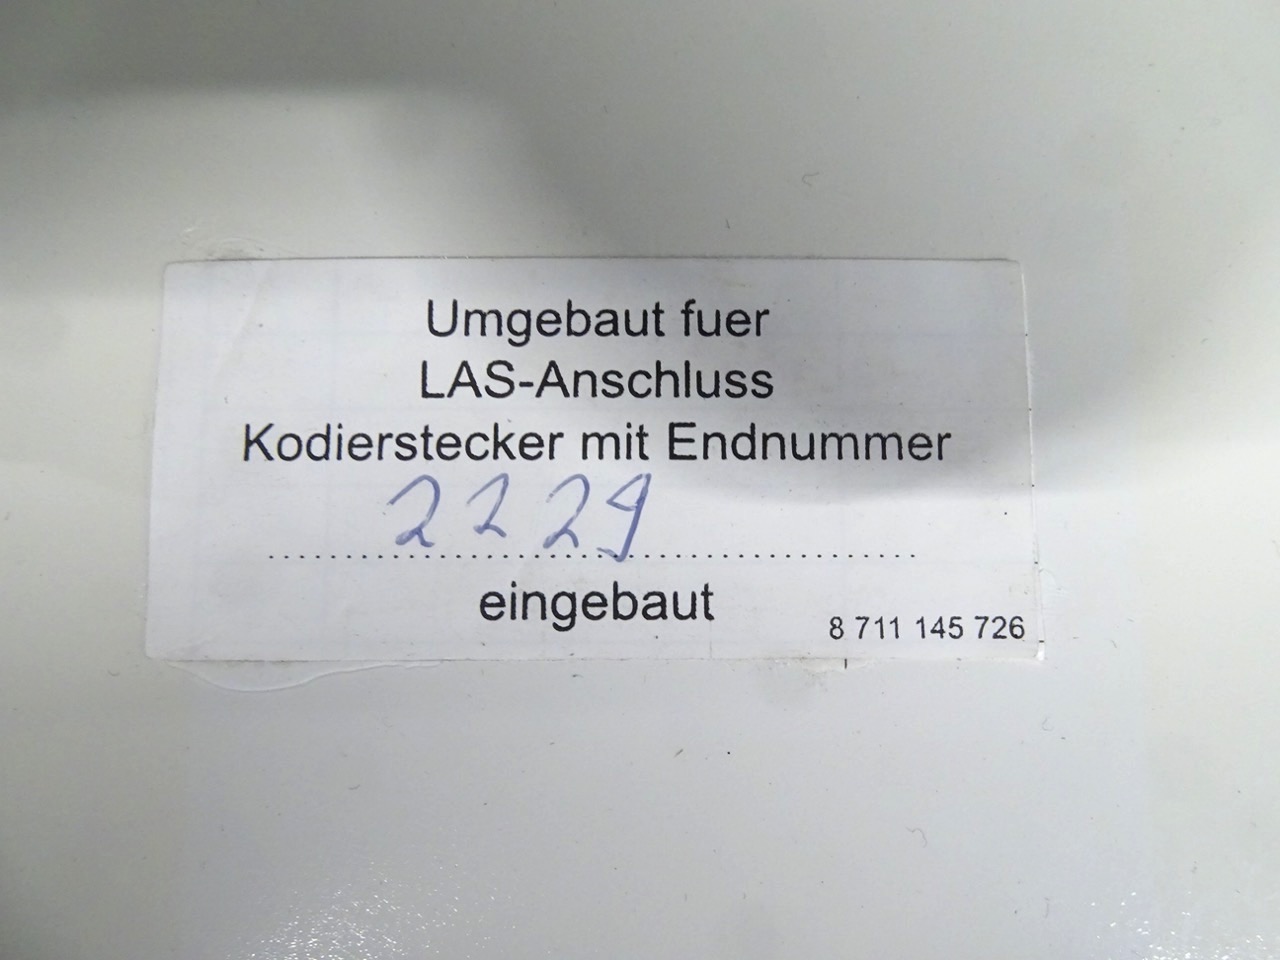 Umgebaut fuer
LAS-Anschluss
Kodierstecker mit Endnummer
2229
eingebaut
8 711 145 726